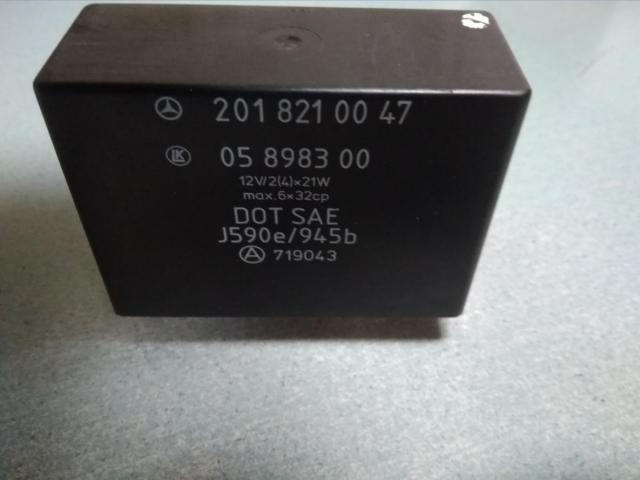 201 821 00 47
LK 05 8983 00
12V/2(4)×21W
max.6×32cp
DOT SAE
J590e/945b
A 719043